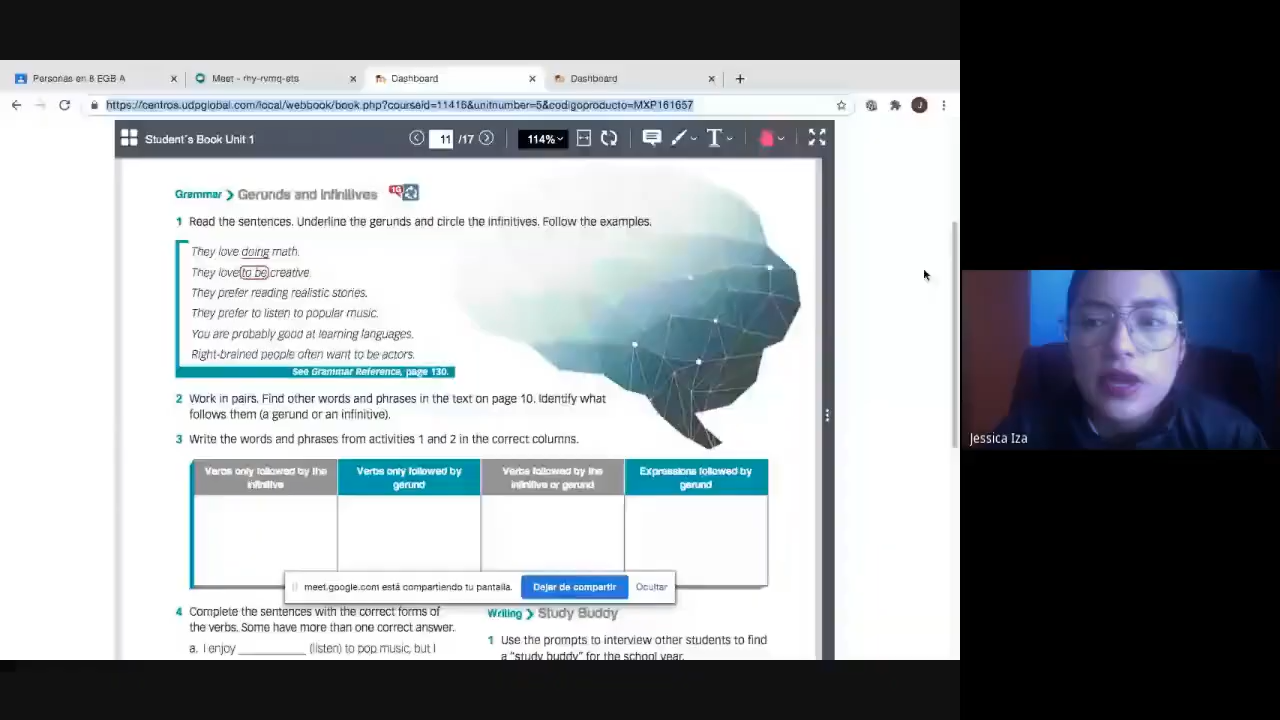 Personas en 8 EGB A
Meet - rhy-rvmq-ets
Dashboard
Dashboard
https://centros.udpglobal.com/local/webbook/book.php?courseId=11416&unitnumber=5&codigoproducto=MXP161657
J
Student's Book Unit 1
11 /17
114%
T
Grammar Gerunds and Infinitives
1 Read the sentences. Underline the gerunds and circle the infinitives. Follow the examples.
They love doing math.
They love to be creative
They prefer reading realistic stories.
They prefer to listen to popular music.
You are probably good at learning languages.
Right-brained people often want to be actors.
See Grammar Reference, page 130.
2 Work in pairs. Find other words and phrases in the text on page 10. Identify what
follows them (a gerund or an infinitive).
3 Write the words and phrases from activities 1 and 2 in the correct columns.
Verbs only followed by the
infinitive
Verbs only followed by
gerund
Verbs followed by the
infinitive or gerund
Expressions followed by
gerund
meet.google.com está compartiendo tu pantalla.
Dejar de compartir
Ocultar
4 Complete the sentences with the correct forms of
the verbs. Some have more than one correct answer.
a. I enjoy __________ (listen) to pop music, but I
Writing Study Buddy
1 Use the prompts to interview other students to find
a "study buddy" for the school year.
Jessica Iza